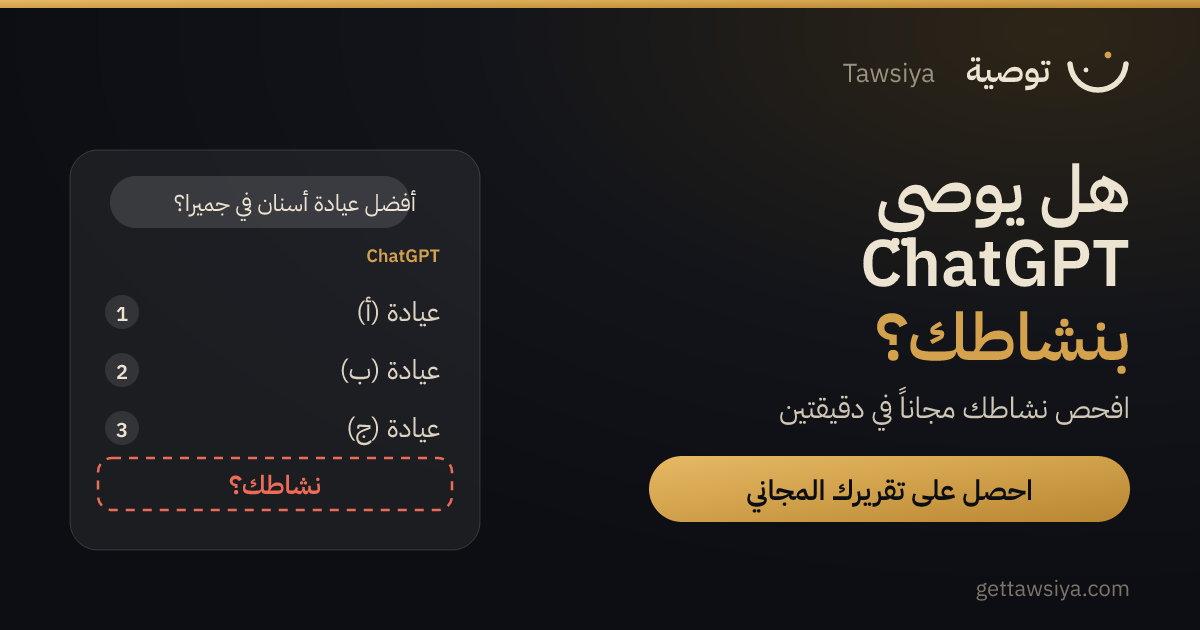 توصية Tawsiya
هل يوصي
ChatGPT
بنشاطك؟
افحص نشاطك مجاناً في دقيقتين
احصل على تقريرك المجاني
gettawsiya.com
أفضل عيادة أسنان في جميرا؟
ChatGPT
عيادة (أ) 1
عيادة (ب) 2
عيادة (ج) 3
نشاطك؟